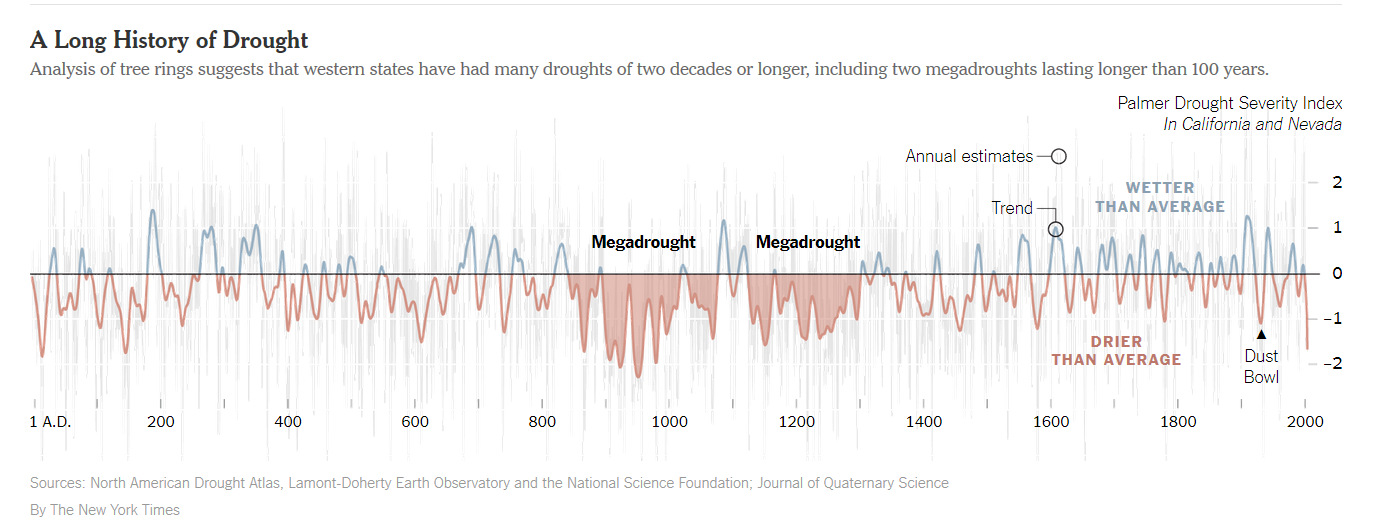 A Long History of Drought
Analysis of tree rings suggests that western states have had many droughts of two decades or longer, including two megadroughts lasting longer than 100 years.
Palmer Drought Severity Index
In California and Nevada
Annual estimates
2
WETTER
THAN AVERAGE
Trend
1
Megadrought
Megadrought
0
−1
DRIER
THAN AVERAGE
Dust
Bowl
−2
1 A.D.
200
400
600
800
1000
1200
1400
1600
1800
2000
Sources: North American Drought Atlas, Lamont-Doherty Earth Observatory and the National Science Foundation; Journal of Quaternary Science
By The New York Times